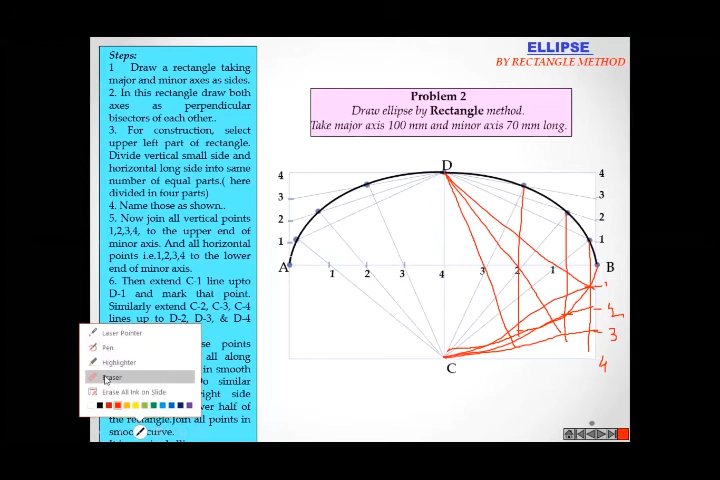 Steps:
1 Draw a rectangle taking
major and minor axes as sides.
2. In this rectangle draw both
axes as perpendicular
bisectors of each other..
3. For construction, select
upper left part of rectangle.
Divide vertical small side and
horizontal long side into same
number of equal parts.( here
divided in four parts)
4. Name those as shown..
5. Now join all vertical points
1,2,3,4, to the upper end of
minor axis. And all horizontal
points i.e.1,2,3,4 to the lower
end of minor axis.
6. Then extend C-1 line upto
D-1 and mark that point.
Similarly extend C-2, C-3, C-4
lines up to D-2, D-3, & D-4
se points
all along
in smooth
o similar
right side
wer half of
the rectangle.Join all points in
smooth curve.
Laser Pointer
Pen
Highlighter
Eraser
Erase All Ink on Slide
ELLIPSE
BY RECTANGLE METHOD
Problem 2
Draw ellipse by Rectangle method.
Take major axis 100 mm and minor axis 70 mm long.
D
4 4
3 3
2 2
1 1
A B
1 2 3 4 3 2 1
2
3
4
C